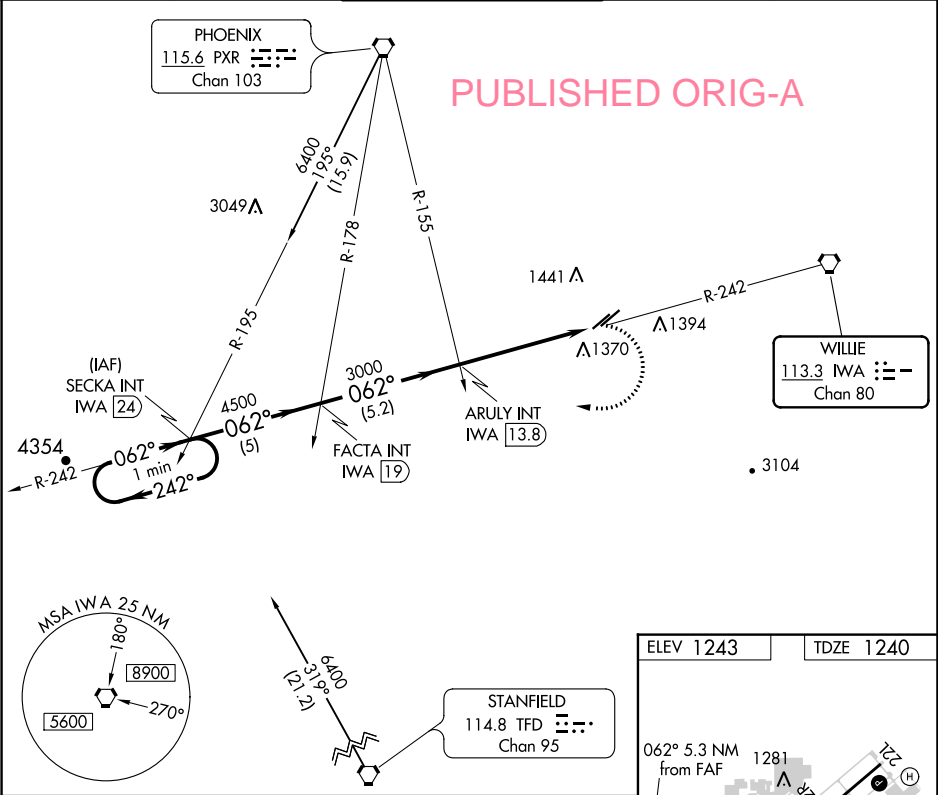 PHOENIX
115.6 PXR
Chan 103
PUBLISHED ORIG-A
6400
195°
(15.9)
3049
R-178
R-155
1441
R-242
1394
1370
WILLIE
113.3 IWA
Chan 80
R-195
(IAF)
SECKA INT
IWA 24
4500
062°
(5)
3000
062°
(5.2)
ARULY INT
IWA 13.8
FACTA INT
IWA 19
4354
R-242
062°
1 min
242°
3104
MSA IWA 25 NM
180°
8900
270°
5600
6400
319°
(21.2)
STANFIELD
114.8 TFD
Chan 95
ELEV 1243
TDZE 1240
062° 5.3 NM
from FAF
1281
22L
P
H